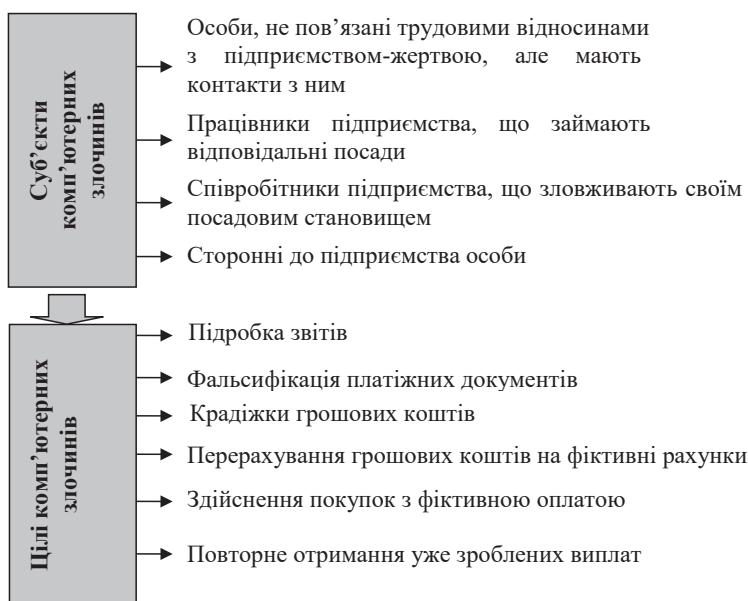 Суб’єкти
комп’ютерних
злочинів
Особи, не пов’язані трудовими відносинами
з підприємством-жертвою, але мають
контакти з ним
Працівники підприємства, що займають
відповідальні посади
Співробітники підприємства, що зловживають своїм
посадовим становищем
Сторонні до підприємства особи
Цілі комп’ютерних
злочинів
Підробка звітів
Фальсифікація платіжних документів
Крадіжки грошових коштів
Перерахування грошових коштів на фіктивні рахунки
Здійснення покупок з фіктивною оплатою
Повторне отримання уже зроблених виплат